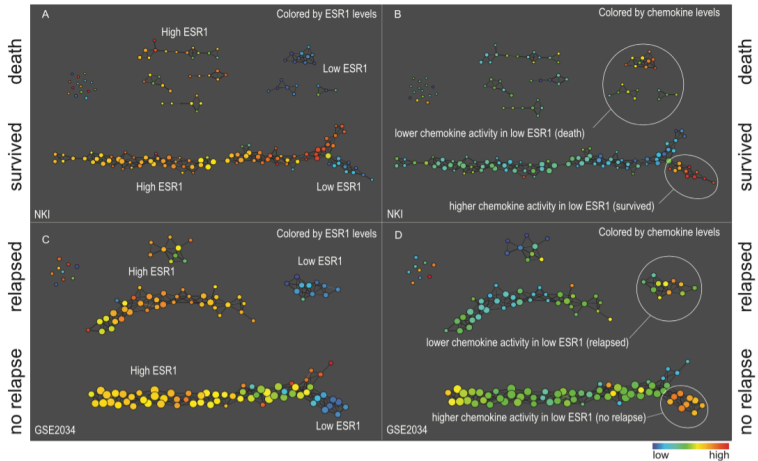 A
Colored by ESR1 levels
High ESR1
Low ESR1
death
survived
High ESR1
Low ESR1
NKI
B
Colored by chemokine levels
lower chemokine activity in low ESR1 (death)
higher chemokine activity in low ESR1 (survived)
NKI
death
survived
C
Colored by ESR1 levels
High ESR1
Low ESR1
relapsed
no relapse
High ESR1
Low ESR1
GSE2034
D
Colored by chemokine levels
lower chemokine activity in low ESR1 (relapsed)
higher chemokine activity in low ESR1 (no relapse)
GSE2034
relapsed
no relapse
low high